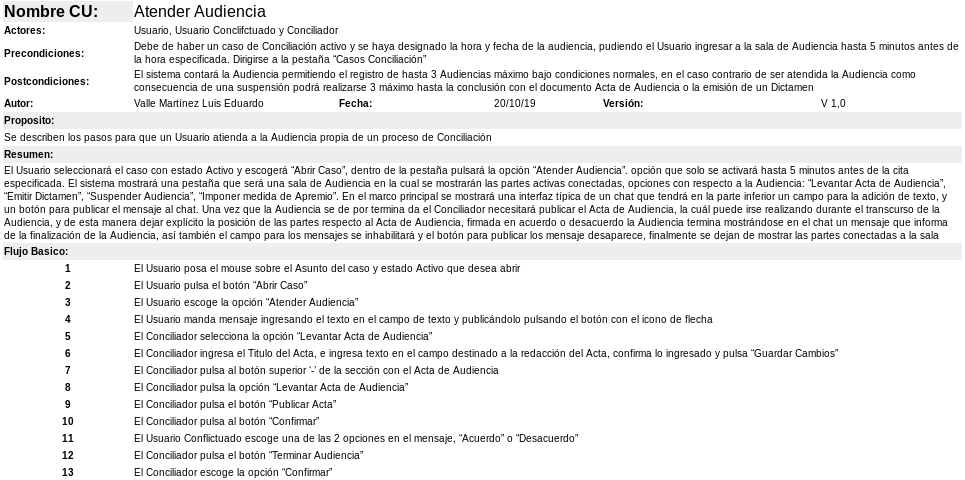 Nombre CU: Atender Audiencia
Actores: Usuario, Usuario Conclifctuado y Conciliador
Precondiciones: Debe de haber un caso de Conciliación activo y se haya designado la hora y fecha de la audiencia, pudiendo el Usuario ingresar a la sala de Audiencia hasta 5 minutos antes de
la hora especificada. Dirigirse a la pestaña “Casos Conciliación”
Postcondiciones: El sistema contará la Audiencia permitiendo el registro de hasta 3 Audiencias máximo bajo condiciones normales, en el caso contrario de ser atendida la Audiencia como
consecuencia de una suspensión podrá realizarse 3 máximo hasta la conclusión con el documento Acta de Audiencia o la emisión de un Dictamen
Autor: Valle Martínez Luis Eduardo Fecha: 20/10/19 Versión: V 1,0
Proposito:
Se describen los pasos para que un Usuario atienda a la Audiencia propia de un proceso de Conciliación
Resumen:
El Usuario seleccionará el caso con estado Activo y escogerá “Abrir Caso”, dentro de la pestaña pulsará la opción “Atender Audiencia”. opción que solo se activará hasta 5 minutos antes de la cita
especificada. El sistema mostrará una pestaña que será una sala de Audiencia en la cual se mostrarán las partes activas conectadas, opciones con respecto a la Audiencia: “Levantar Acta de Audiencia”,
“Emitir Dictamen”, “Suspender Audiencia”, “Imponer medida de Apremio”. En el marco principal se mostrará una interfaz típica de un chat que tendrá en la parte inferior un campo para la adición de texto, y
un botón para publicar el mensaje al chat. Una vez que la Audiencia se de por termina da el Conciliador necesitará publicar el Acta de Audiencia, la cuál puede irse realizando durante el transcurso de la
Audiencia, y de esta manera dejar explícito la posición de las partes respecto al Acta de Audiencia, firmada en acuerdo o desacuerdo la Audiencia termina mostrándose en el chat un mensaje que informa
de la finalización de la Audiencia, así también el campo para los mensajes se inhabilitará y el botón para publicar los mensaje desaparece, finalmente se dejan de mostrar las partes conectadas a la sala
Flujo Basico:
1 El Usuario posa el mouse sobre el Asunto del caso y estado Activo que desea abrir
2 El Usuario pulsa el botón “Abrir Caso”
3 El Usuario escoge la opción “Atender Audiencia”
4 El Usuario manda mensaje ingresando el texto en el campo de texto y publicándolo pulsando el botón con el icono de flecha
5 El Conciliador selecciona la opción “Levantar Acta de Audiencia”
6 El Conciliador ingresa el Titulo del Acta, e ingresa texto en el campo destinado a la redacción del Acta, confirma lo ingresado y pulsa “Guardar Cambios”
7 El Conciliador pulsa al botón superior ‘-’ de la sección con el Acta de Audiencia
8 El Conciliador pulsa la opción “Levantar Acta de Audiencia”
9 El Conciliador pulsa el botón “Publicar Acta”
10 El Conciliador pulsa al botón “Confirmar”
11 El Usuario Conflictuado escoge una de las 2 opciones en el mensaje, “Acuerdo” o “Desacuerdo”
12 El Conciliador pulsa el botón “Terminar Audiencia”
13 El Conciliador escoge la opción “Confirmar”